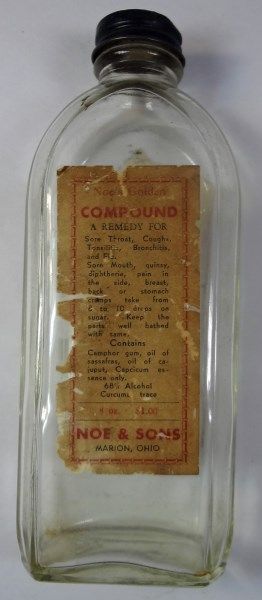 Noe's Golden
COMPOUND
A REMEDY FOR
Sore Throat, Coughs,
Tonsilitis, Bronchitis,
and Flu.
Sore Mouth, quinsy,
diphtheria, pain in
the side, breast,
back or stomach
cramps take from
6 to 10 drops on
sugar. Keep the
parts well bathed
with same.
Contains
Camphor gum, oil of
sassafras, oil of ca-
juput, Capcicum es-
sence only.
68% Alcohol
Curcuma trace
8 oz. $1.00
NOE & SONS
MARION, OHIO